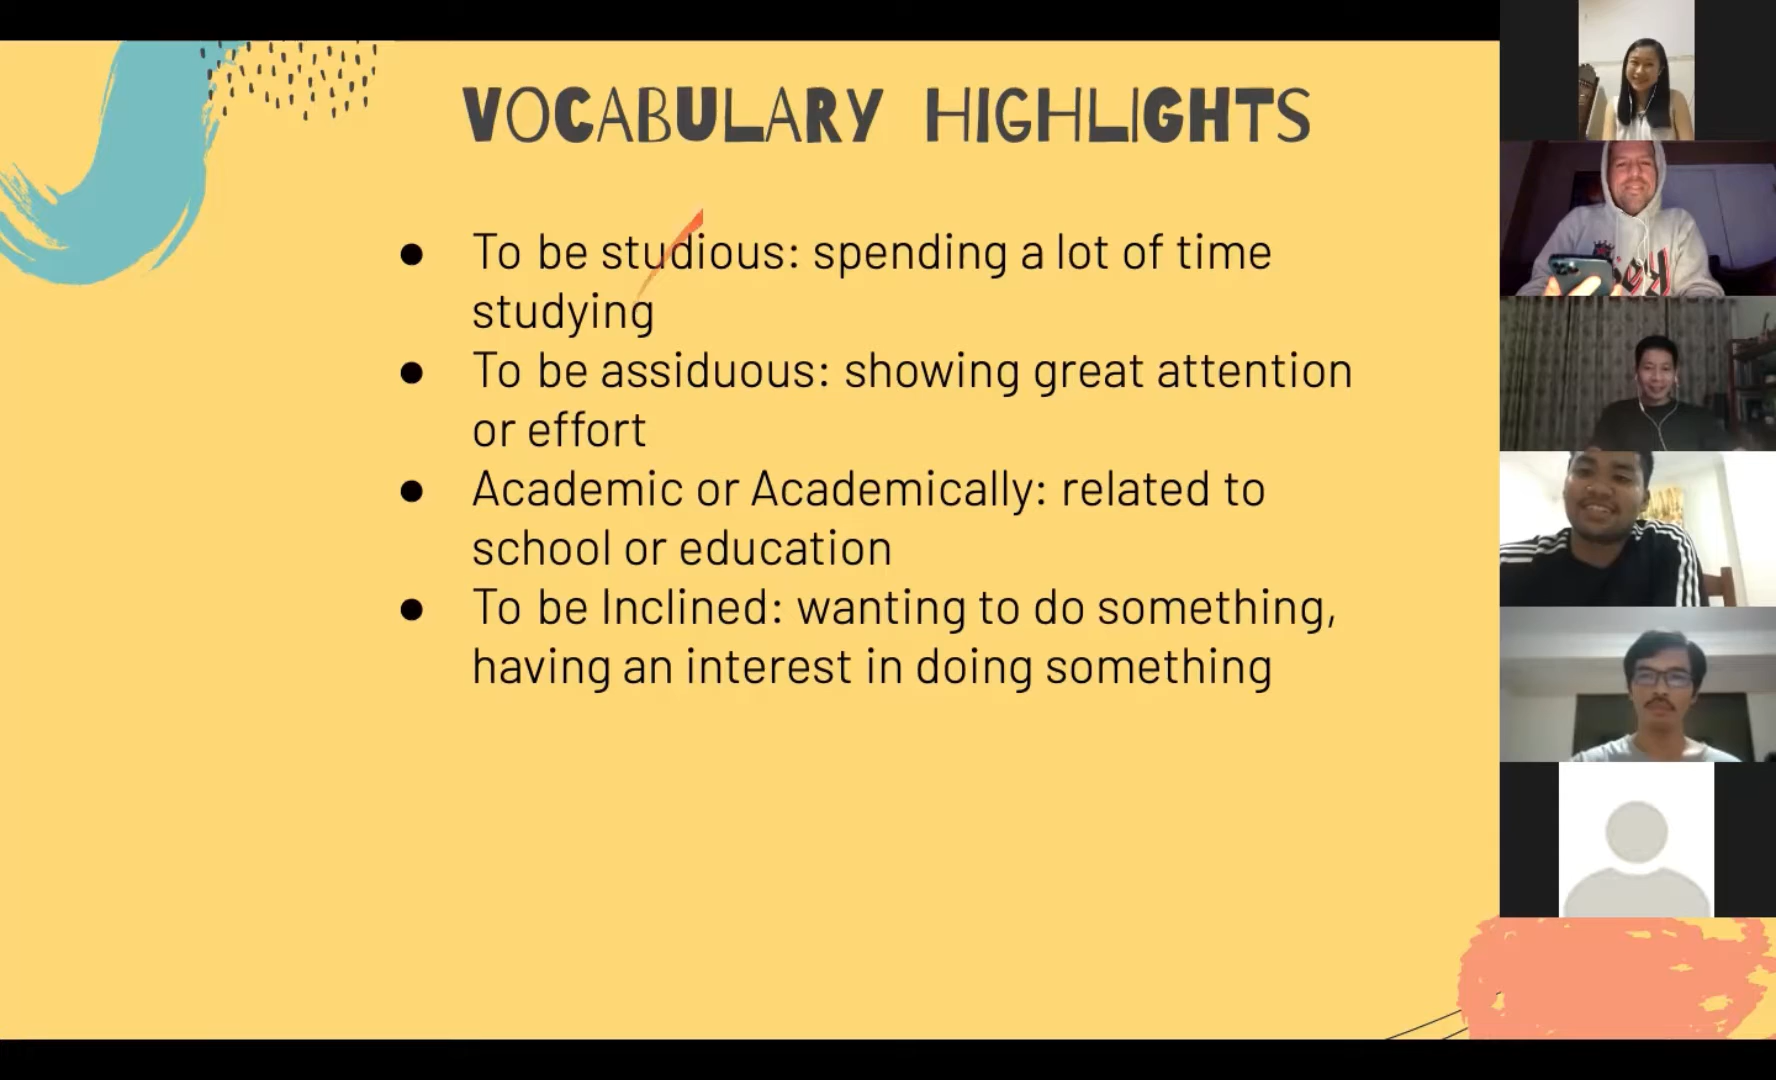 VOCABULARY HIGHLIGHTS
To be studious: spending a lot of time
studying
To be assiduous: showing great attention
or effort
Academic or Academically: related to
school or education
To be Inclined: wanting to do something,
having an interest in doing something